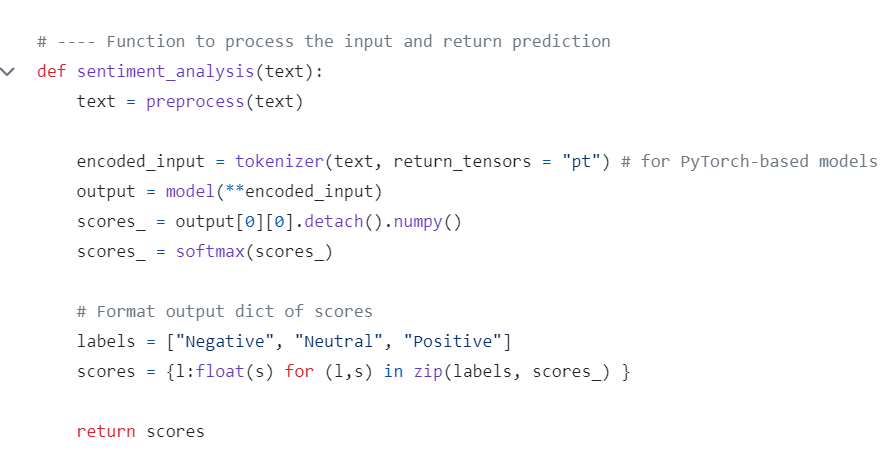 # ---- Function to process the input and return prediction
def sentiment_analysis(text):
    text = preprocess(text)

    encoded_input = tokenizer(text, return_tensors = "pt") # for PyTorch-based models
    output = model(**encoded_input)
    scores_ = output[0][0].detach().numpy()
    scores_ = softmax(scores_)

    # Format output dict of scores
    labels = ["Negative", "Neutral", "Positive"]
    scores = {l:float(s) for (l,s) in zip(labels, scores_) }

    return scores